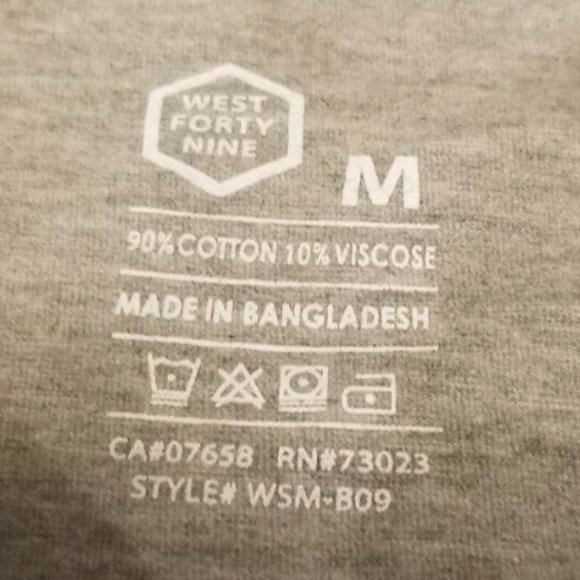 WEST
FORTY
NINE
M
90% COTTON 10% VISCOSE
MADE IN BANGLADESH
CA#07658 RN#73023
STYLE# WSM-B09